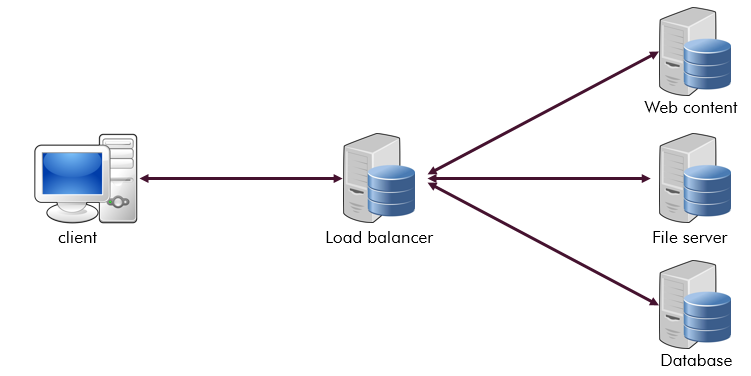 Web content
client
Load balancer
File server
Database